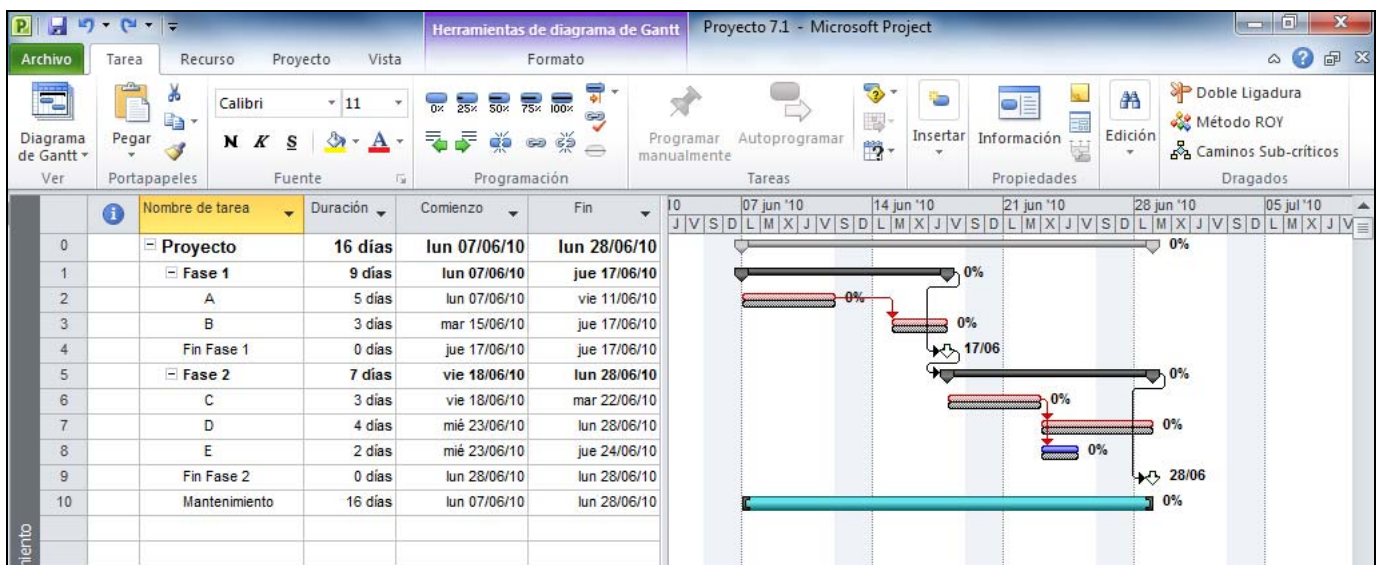 Herramientas de diagrama de Gantt Proyecto 7.1 - Microsoft Project
Archivo Tarea Recurso Proyecto Vista Formato
Diagrama de Gantt
Ver
Pegar
Portapapeles
Calibri 11
N K S
Fuente
0% 25% 50% 75% 100%
Programación
Programar manualmente
Autoprogramar
Tareas
Insertar
Información
Propiedades
Edición
Doble Ligadura
Método ROY
Caminos Sub-críticos
Dragados
Nombre de tarea Duración Comienzo Fin
10 07 jun '10 14 jun '10 21 jun '10 28 jun '10 05 jul '10
J V S D L M X J V S D L M X J V S D L M X J V S D L M X J V S D L M X J V
0 Proyecto 16 días lun 07/06/10 lun 28/06/10 0%
1 Fase 1 9 días lun 07/06/10 jue 17/06/10 0%
2 A 5 días lun 07/06/10 vie 11/06/10 0%
3 B 3 días mar 15/06/10 jue 17/06/10 0%
4 Fin Fase 1 0 días jue 17/06/10 jue 17/06/10 17/06
5 Fase 2 7 días vie 18/06/10 lun 28/06/10 0%
6 C 3 días vie 18/06/10 mar 22/06/10 0%
7 D 4 días mié 23/06/10 lun 28/06/10 0%
8 E 2 días mié 23/06/10 jue 24/06/10 0%
9 Fin Fase 2 0 días lun 28/06/10 lun 28/06/10 28/06
10 Mantenimiento 16 días lun 07/06/10 lun 28/06/10 0%